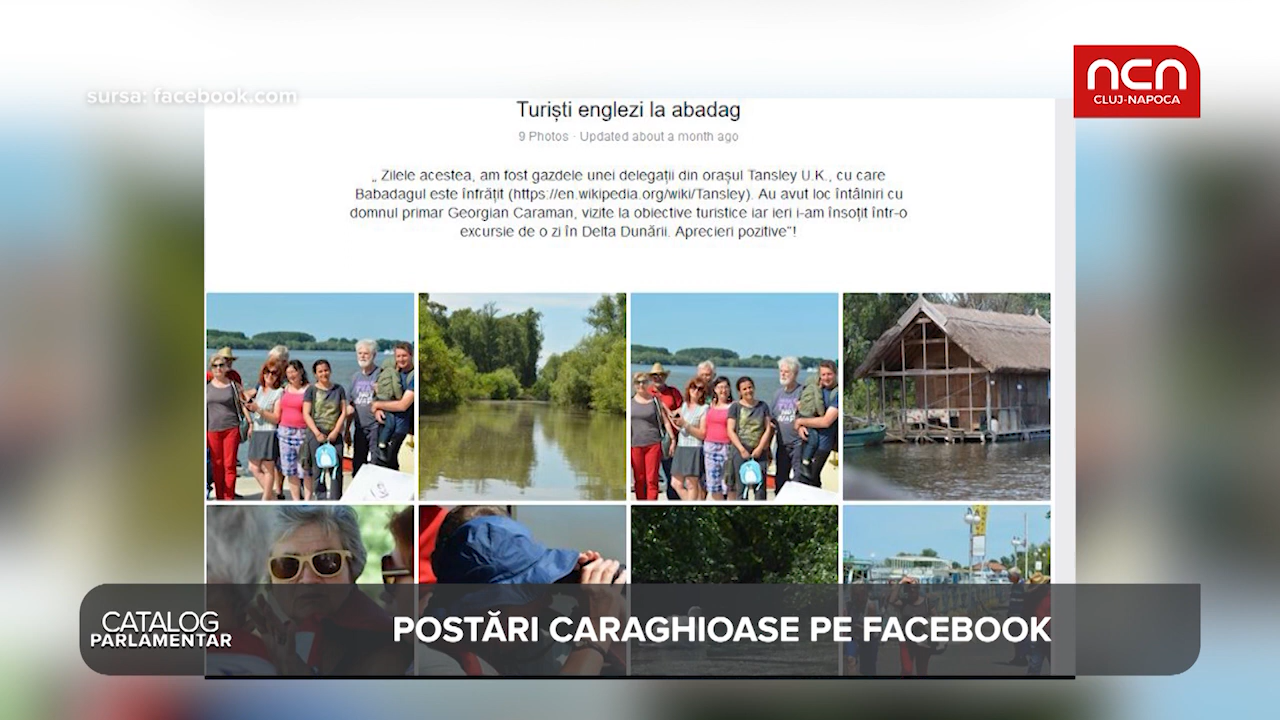 sursa: facebook.com
ncn
CLUJ-NAPOCA
Turiști englezi la abadag
9 Photos · Updated about a month ago
„ Zilele acestea, am fost gazdele unei delegații din orașul Tansley U.K., cu care
Babadagul este înfrățit (https://en.wikipedia.org/wiki/Tansley). Au avut loc întâlniri cu
domnul primar Georgian Caraman, vizite la obiective turistice iar ieri i-am însoțit într-o
excursie de o zi în Delta Dunării. Aprecieri pozitive"!
CATALOG
PARLAMENTAR
POSTĂRI CARAGHIOASE PE FACEBOOK